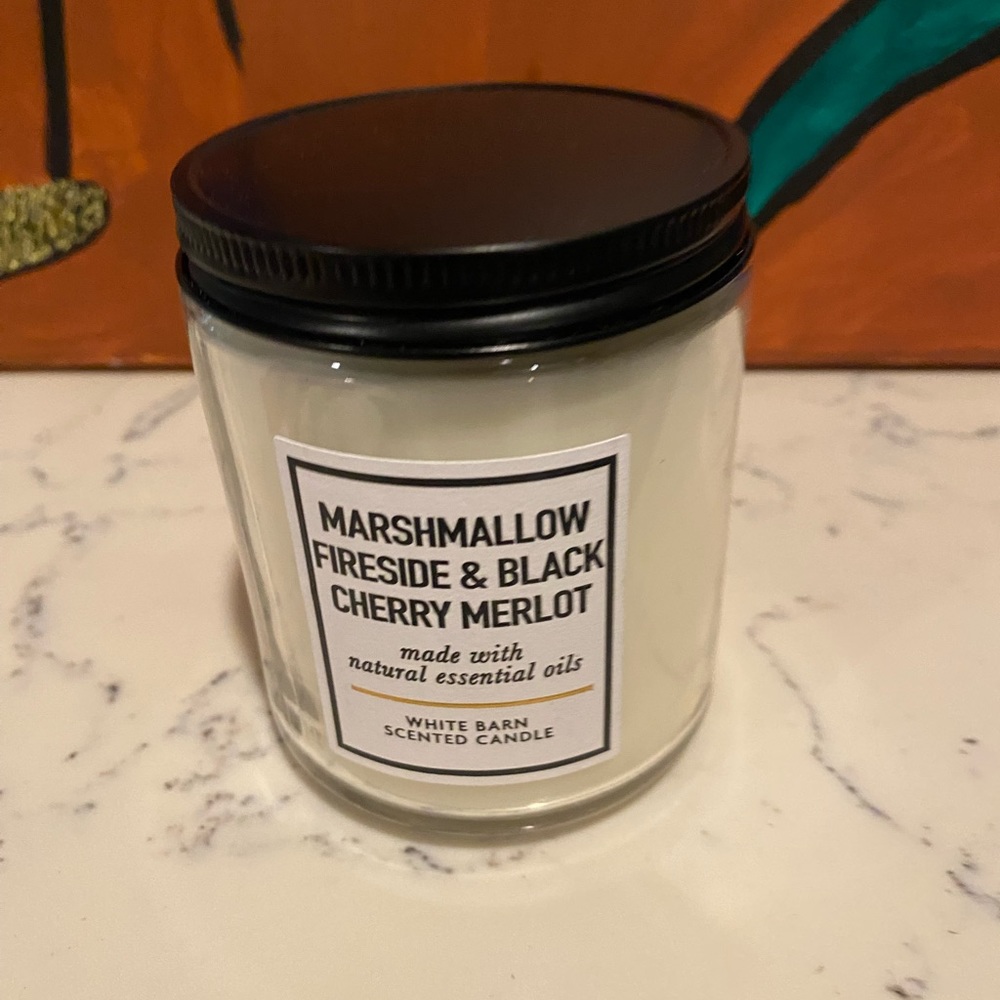 MARSHMALLOW
FIRESIDE & BLACK
CHERRY MERLOT
made with
natural essential oils
WHITE BARN
SCENTED CANDLE